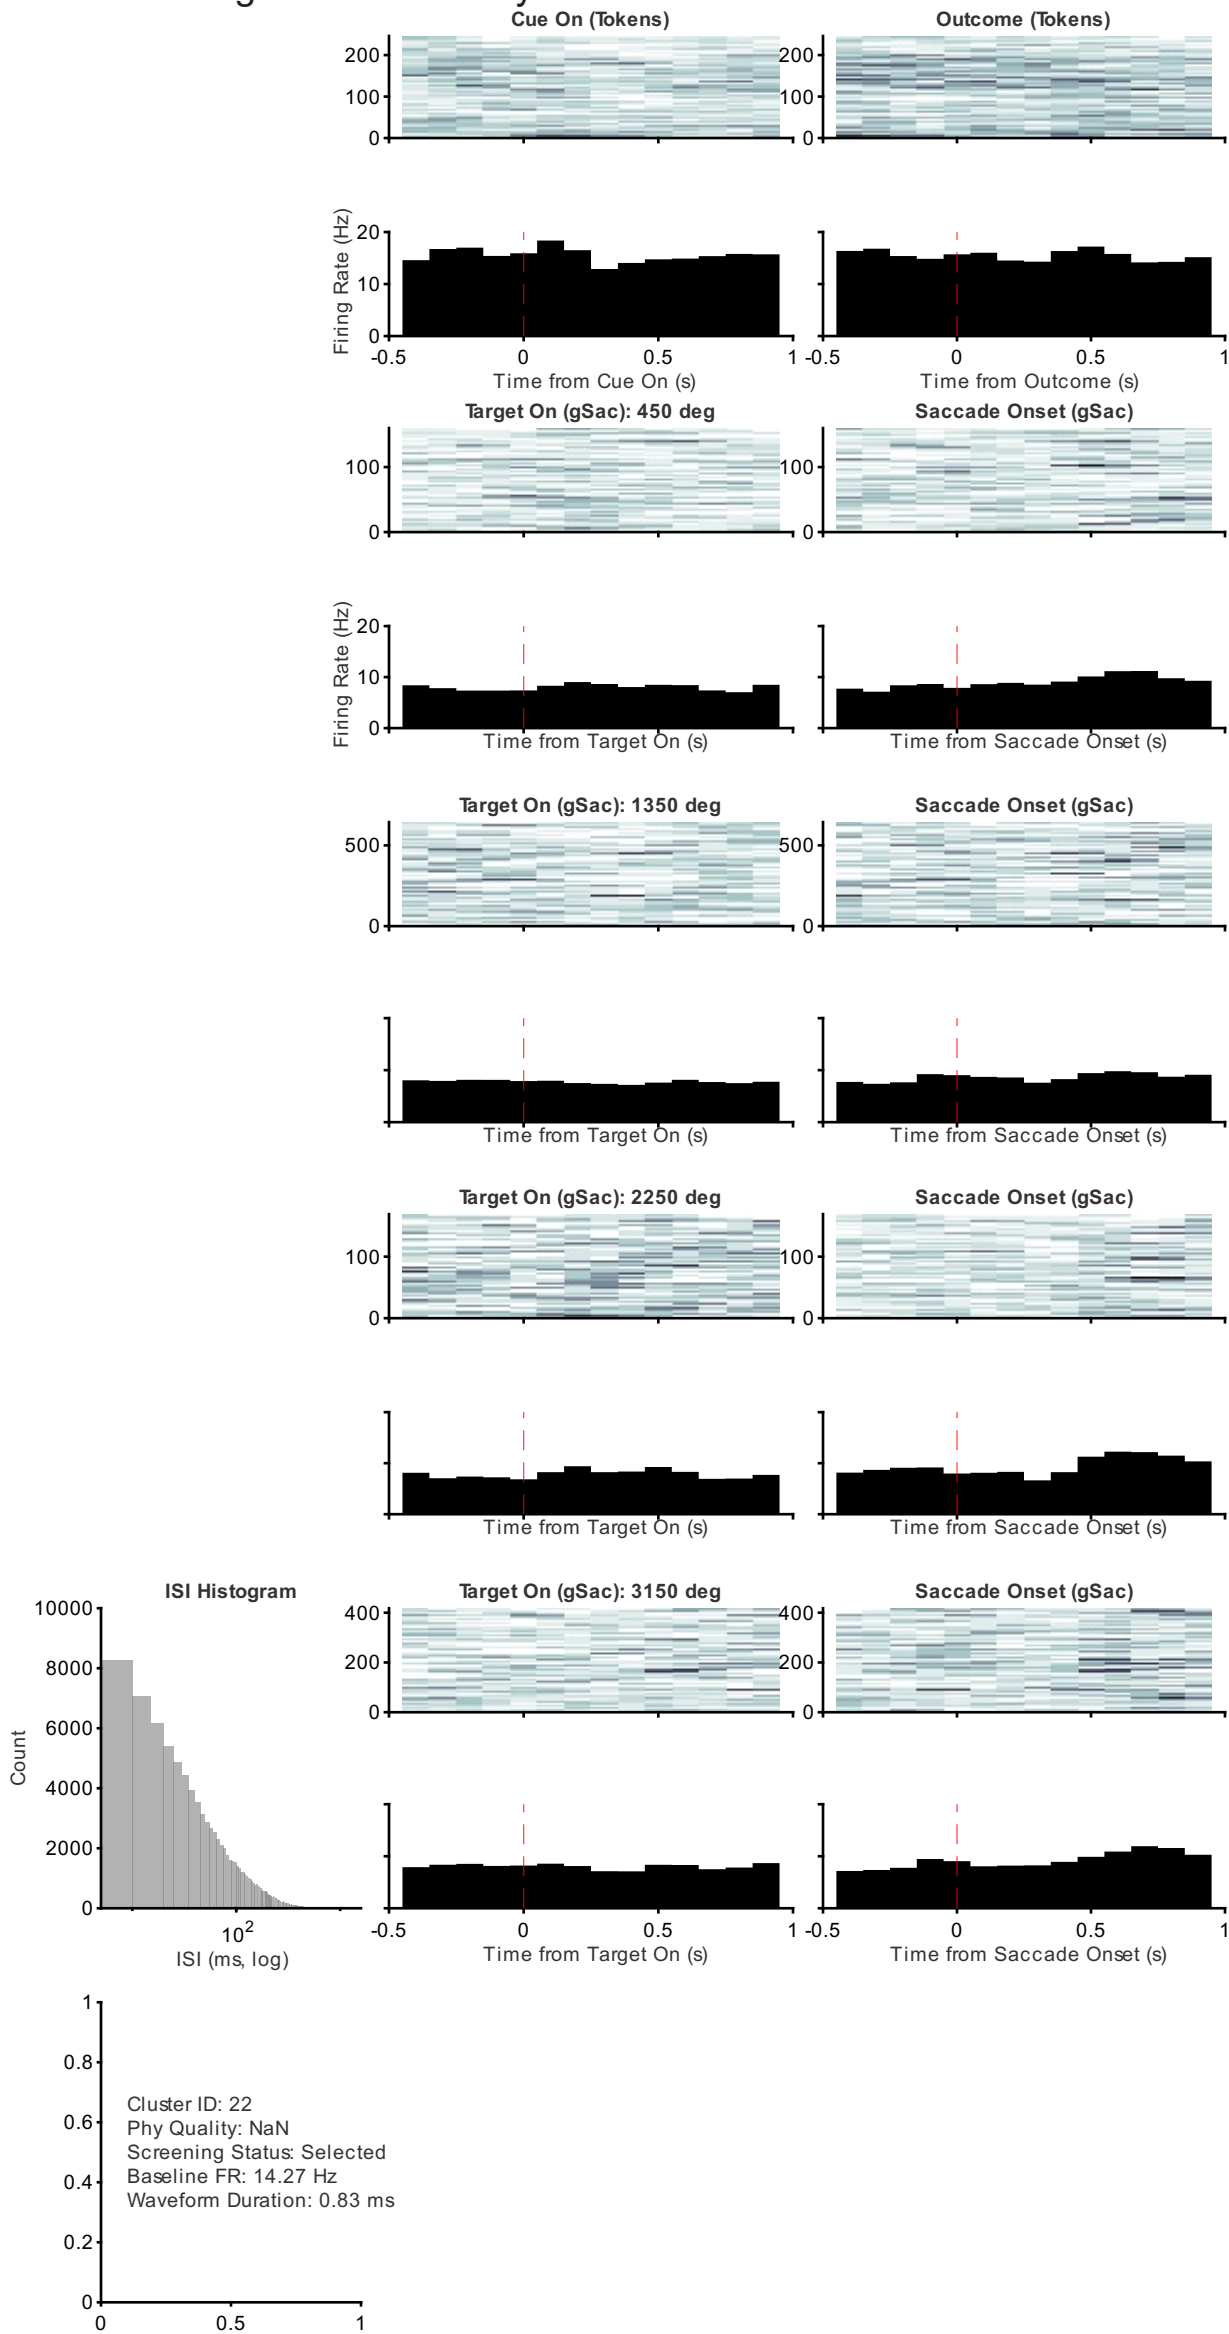 Cue On (Tokens)
Outcome (Tokens)
200
100
0
200
100
0
Firing Rate (Hz)
20
10
0
-0.5
0
0.5
1
-0.5
0
0.5
1
Time from Cue On (s)
Time from Outcome (s)
Target On (gSac): 450 deg
Saccade Onset (gSac)
100
0
100
0
Firing Rate (Hz)
20
10
0
Time from Target On (s)
Time from Saccade Onset (s)
Target On (gSac): 1350 deg
Saccade Onset (gSac)
500
0
500
0
Time from Target On (s)
Time from Saccade Onset (s)
Target On (gSac): 2250 deg
Saccade Onset (gSac)
100
0
100
0
Time from Target On (s)
Time from Saccade Onset (s)
ISI Histogram
Target On (gSac): 3150 deg
Saccade Onset (gSac)
10000
8000
6000
4000
2000
0
Count
10^2
ISI (ms, log)
400
200
0
400
200
0
-0.5
0
0.5
1
-0.5
0
0.5
1
Time from Target On (s)
Time from Saccade Onset (s)
1
0.8
0.6
0.4
0.2
0
0
0.5
1
Cluster ID: 22
Phy Quality: NaN
Screening Status: Selected
Baseline FR: 14.27 Hz
Waveform Duration: 0.83 ms